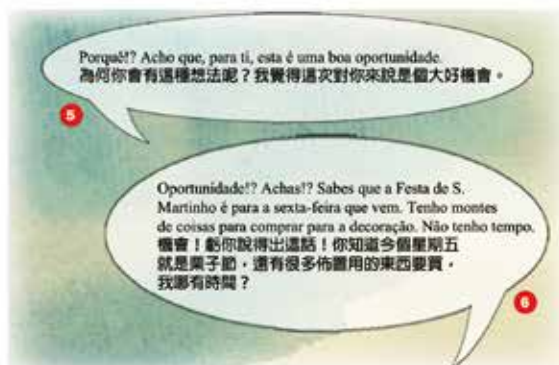 Porquê!? Acho que, para ti, esta é uma boa oportunidade.
為何你會有這種想法呢？我覺得這次對你來說是個大好機會。
5
Oportunidade!? Achas!? Sabes que a Festa de S.
Martinho é para a sexta-feira que vem. Tenho montes
de coisas para comprar para a decoração. Não tenho tempo.
機會！虧你說得出這話！你知道今個星期五
就是栗子節，還有很多佈置用的東西要買，
我哪有時間？
6